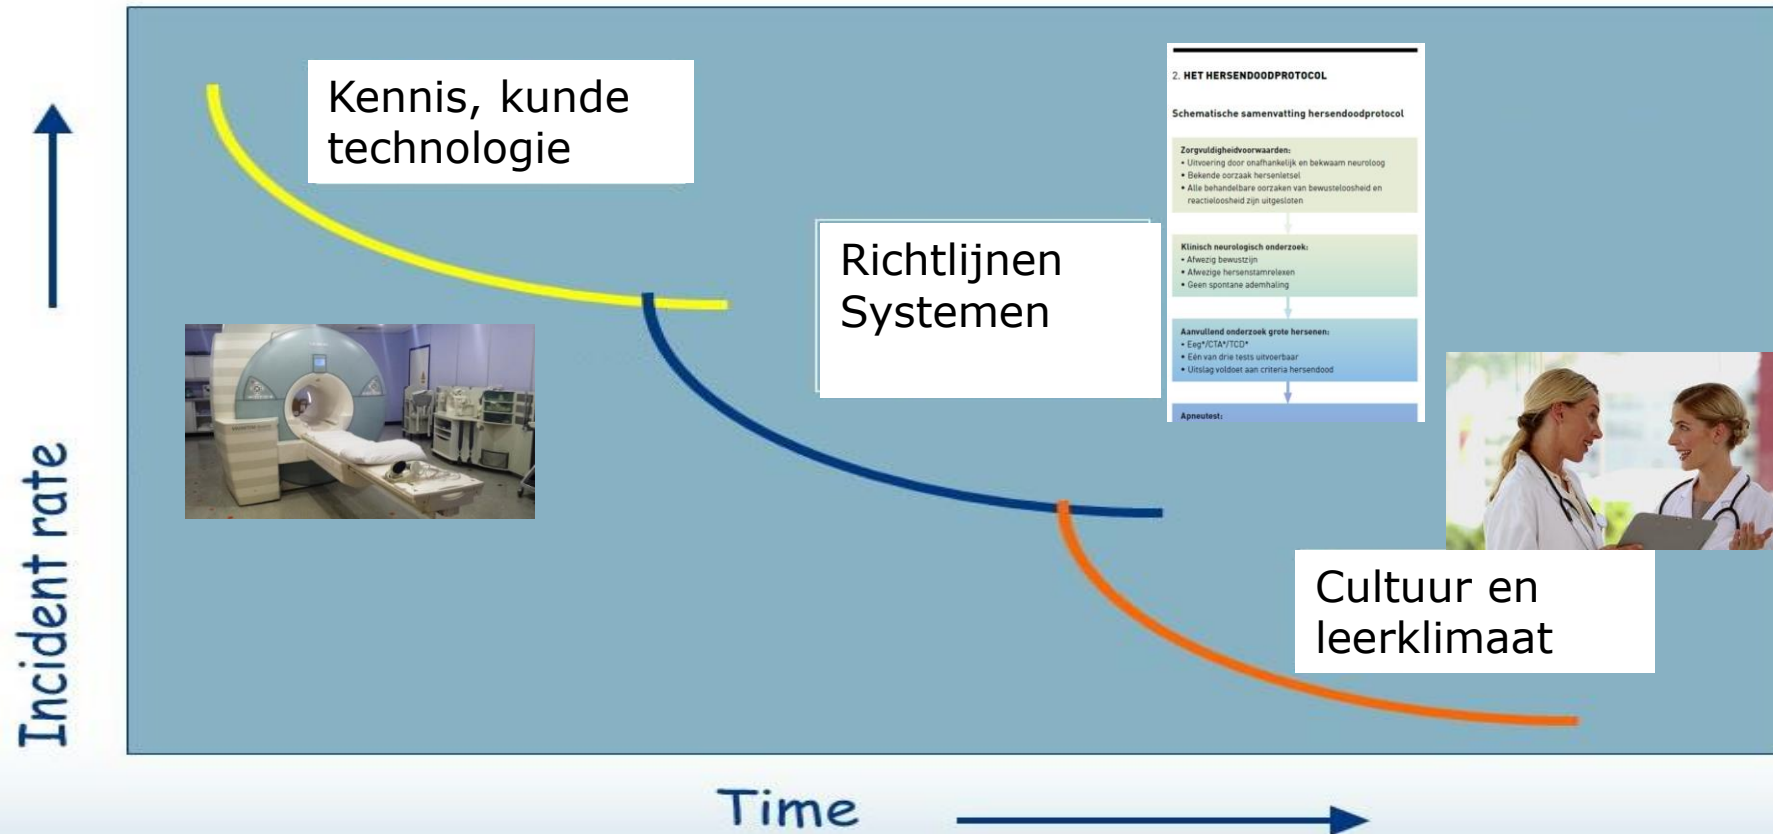 Kennis, kunde
technologie
Richtlijnen
Systemen
2. HET HERSENDOODPROTOCOL
Schematische samenvatting hersendoodprotocol
Zorgvuldigheidvoorwaarden:
• Uitvoering door onafhankelijk en bekwaam neuroloog
• Bekende oorzaak hersenletsel
• Alle behandelbare oorzaken van bewusteloosheid en
reactieloosheid zijn uitgesloten
Klinisch neurologisch onderzoek:
• Afwezig bewustzijn
• Afwezige hersenstamrelexen
• Geen spontane ademhaling
Aanvullend onderzoek grote hersenen:
• Eeg*/CTA*/TCD*
• Eén van drie tests uitvoerbaar
• Uitslag voldoet aan criteria hersendood
Apneutest:
Cultuur en
leerklimaat
Incident rate
Time